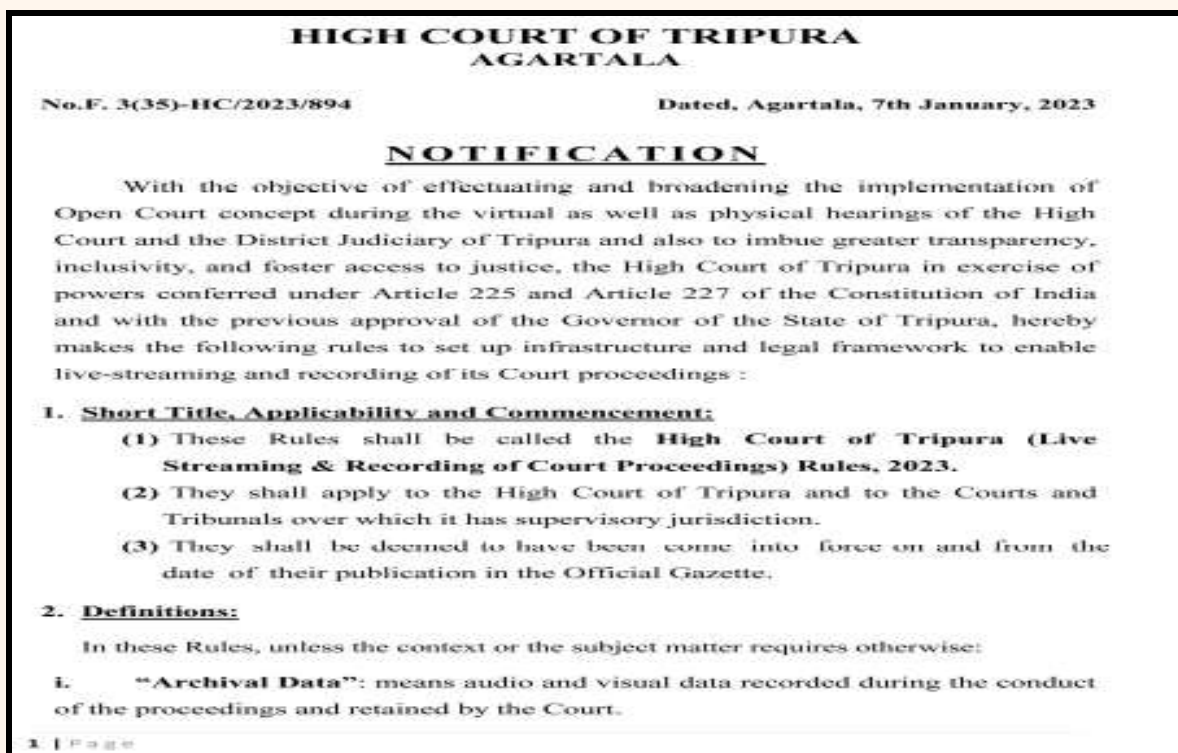 HIGH COURT OF TRIPURA
AGARTALA
No.F. 3(35)-HC/2023/894 Dated, Agartala, 7th January, 2023
NOTIFICATION
With the objective of effectuating and broadening the implementation of
Open Court concept during the virtual as well as physical hearings of the High
Court and the District Judiciary of Tripura and also to imbue greater transparency,
inclusivity, and foster access to justice, the High Court of Tripura in exercise of
powers conferred under Article 225 and Article 227 of the Constitution of India
and with the previous approval of the Governor of the State of Tripura, hereby
makes the following rules to set up infrastructure and legal framework to enable
live-streaming and recording of its Court proceedings :
1. Short Title, Applicability and Commencement:
(1) These Rules shall be called the High Court of Tripura (Live
Streaming & Recording of Court Proceedings) Rules, 2023.
(2) They shall apply to the High Court of Tripura and to the Courts and
Tribunals over which it has supervisory jurisdiction.
(3) They shall be deemed to have been come into force on and from the
date of their publication in the Official Gazette.
2. Definitions:
In these Rules, unless the context or the subject matter requires otherwise:
i. “Archival Data”: means audio and visual data recorded during the conduct
of the proceedings and retained by the Court.
1 | Page